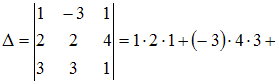 Δ = |1 −3 1; 2 2 4; 3 3 1| = 1·2·1+(−3)·4·3+